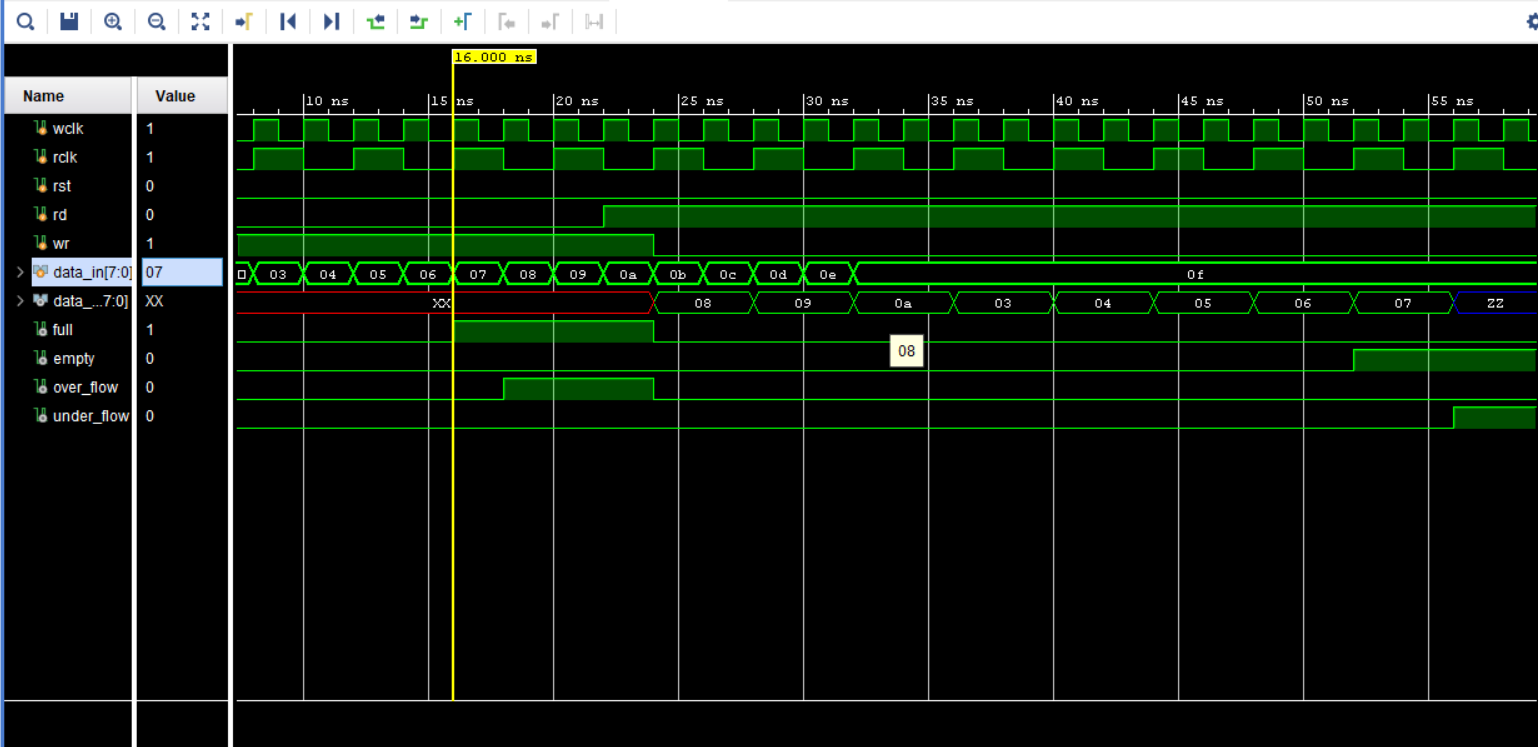 16.000 ns
Name Value
10 ns 15 ns 20 ns 25 ns 30 ns 35 ns 40 ns 45 ns 50 ns 55 ns
wclk 1
rclk 1
rst 0
rd 0
wr 1
data_in[7:0] 07 03 04 05 06 07 08 09 0a 0b 0c 0d 0e 0f
data_...7:0] XX XX 08 09 0a 03 04 05 06 07 ZZ
full 1
08
empty 0
over_flow 0
under_flow 0